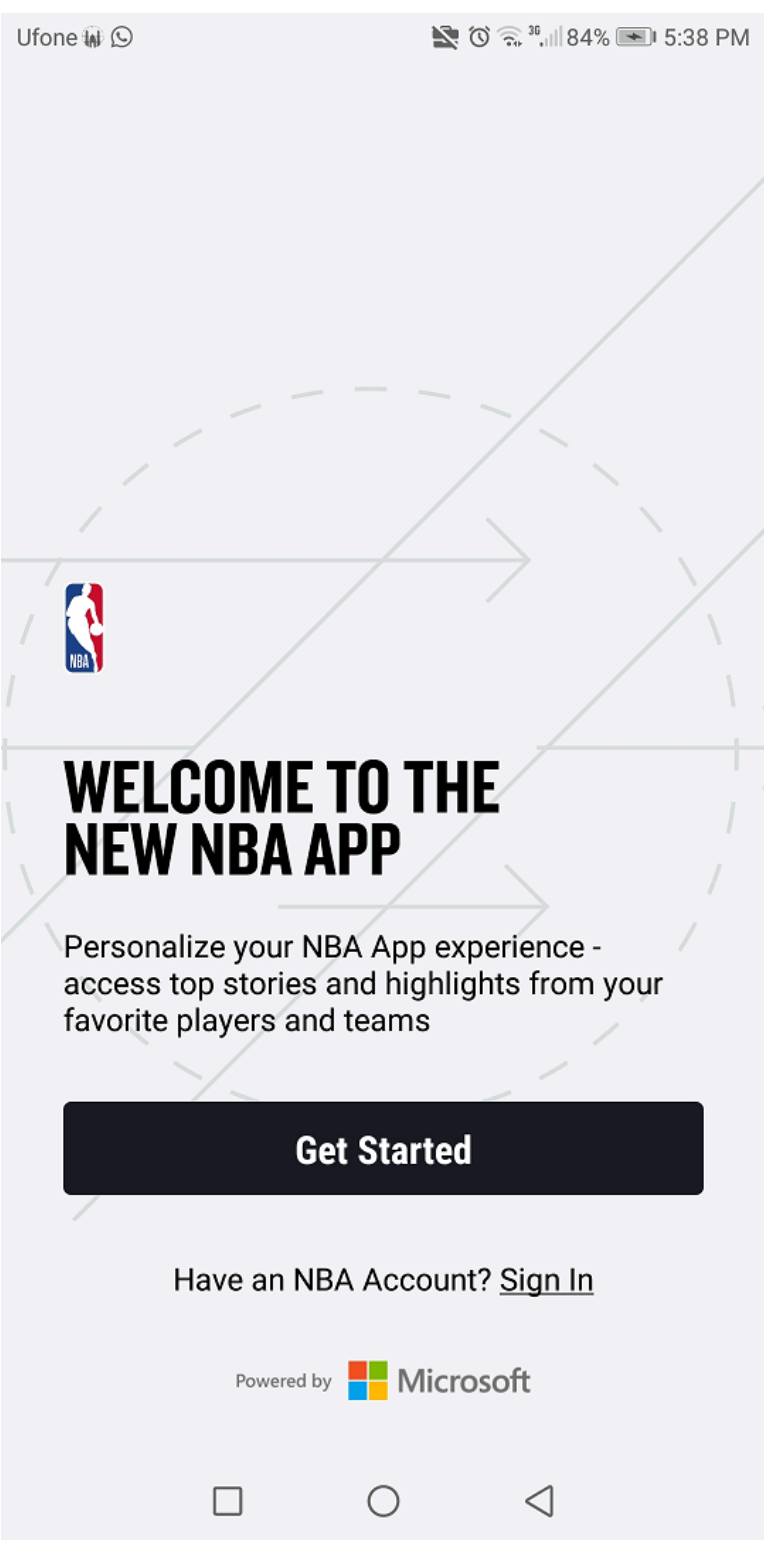 Ufone 3G 84% 5:38 PM
NBA
WELCOME TO THE
NEW NBA APP
Personalize your NBA App experience -
access top stories and highlights from your
favorite players and teams
Get Started
Have an NBA Account? Sign In
Powered by Microsoft